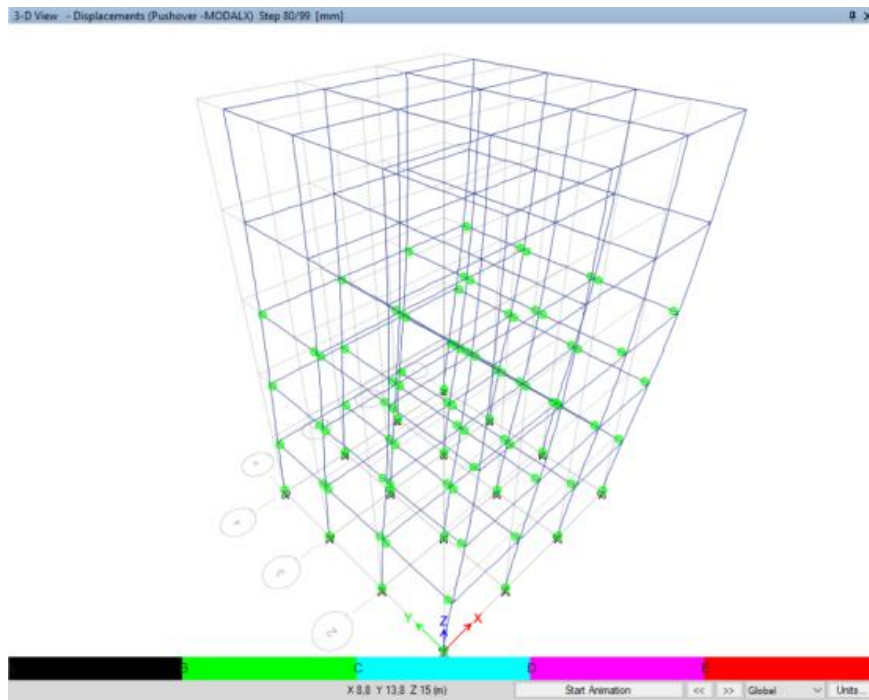 3-D View - Displacements (Pushover -MODALX) Step 80/99 [mm]
Y
Z
X
B
C
D
E
X 8,8 Y 13,8 Z 15 (m)
Start Animation
<<
>>
Global
Units...